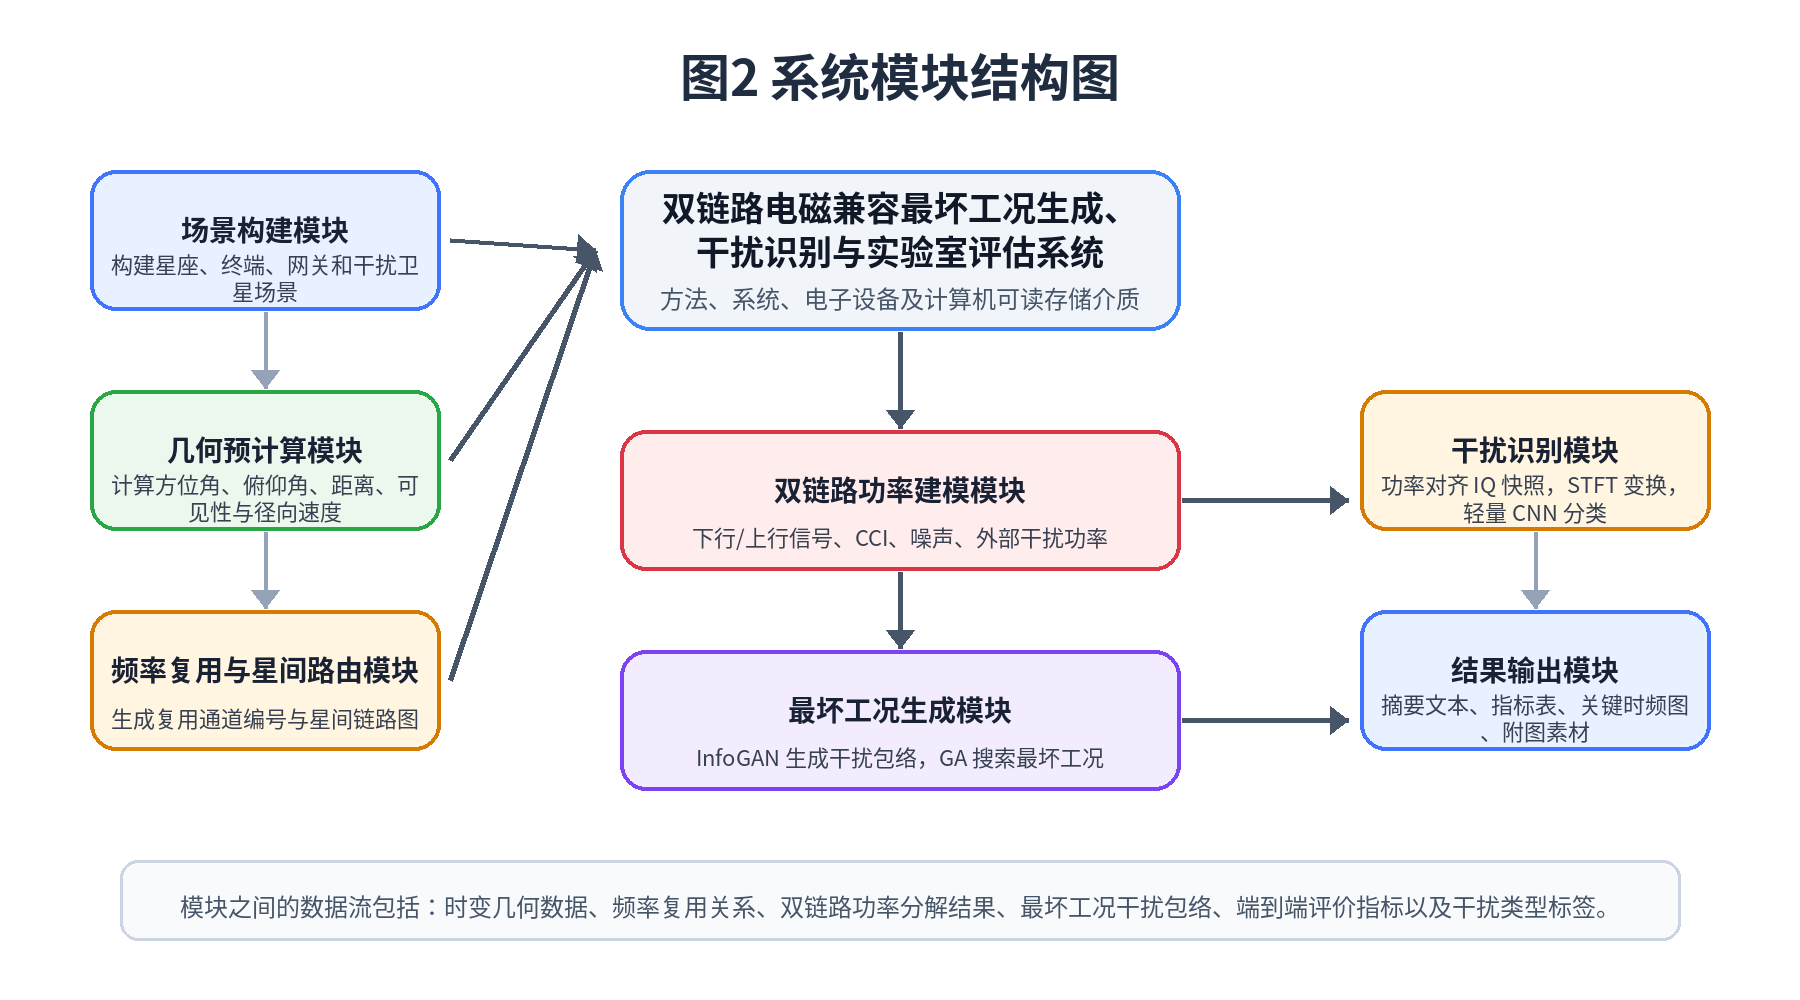 图2 系统模块结构图
场景构建模块
构建星座、终端、网关和干扰卫
星场景
几何预计算模块
计算方位角、俯仰角、距离、可
见性与径向速度
频率复用与星间路由模块
生成复用通道编号与星间链路图
双链路电磁兼容最坏工况生成、
干扰识别与实验室评估系统
方法、系统、电子设备及计算机可读存储介质
双链路功率建模模块
下行/上行信号、CCI、噪声、外部干扰功率
最坏工况生成模块
InfoGAN 生成干扰包络，GA 搜索最坏工况
干扰识别模块
功率对齐 IQ 快照，STFT 变换，
轻量 CNN 分类
结果输出模块
摘要文本、指标表、关键时频图
、附图素材
模块之间的数据流包括：时变几何数据、频率复用关系、双链路功率分解结果、最坏工况干扰包络、端到端评价指标以及干扰类型标签。